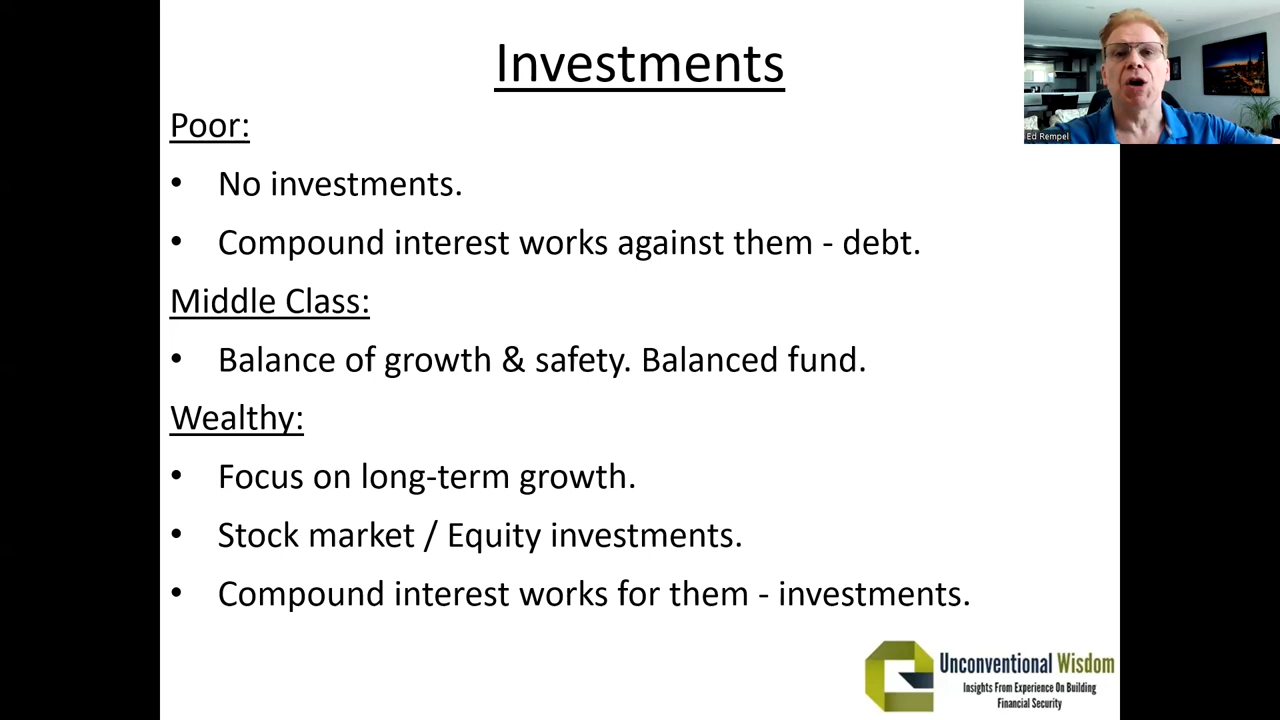 Investments
Ed Rempel
Poor:
• No investments.
• Compound interest works against them - debt.
Middle Class:
• Balance of growth & safety. Balanced fund.
Wealthy:
• Focus on long-term growth.
• Stock market / Equity investments.
• Compound interest works for them - investments.
Unconventional Wisdom
Insights From Experience On Building
Financial Security